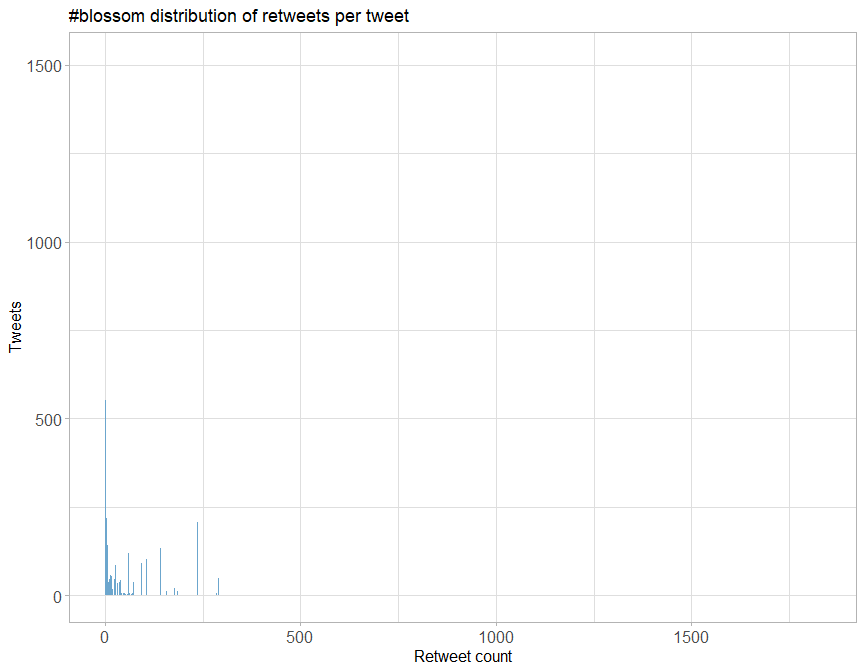 #blossom distribution of retweets per tweet
1500
1000
500
0
Tweets
0 500 1000 1500
Retweet count